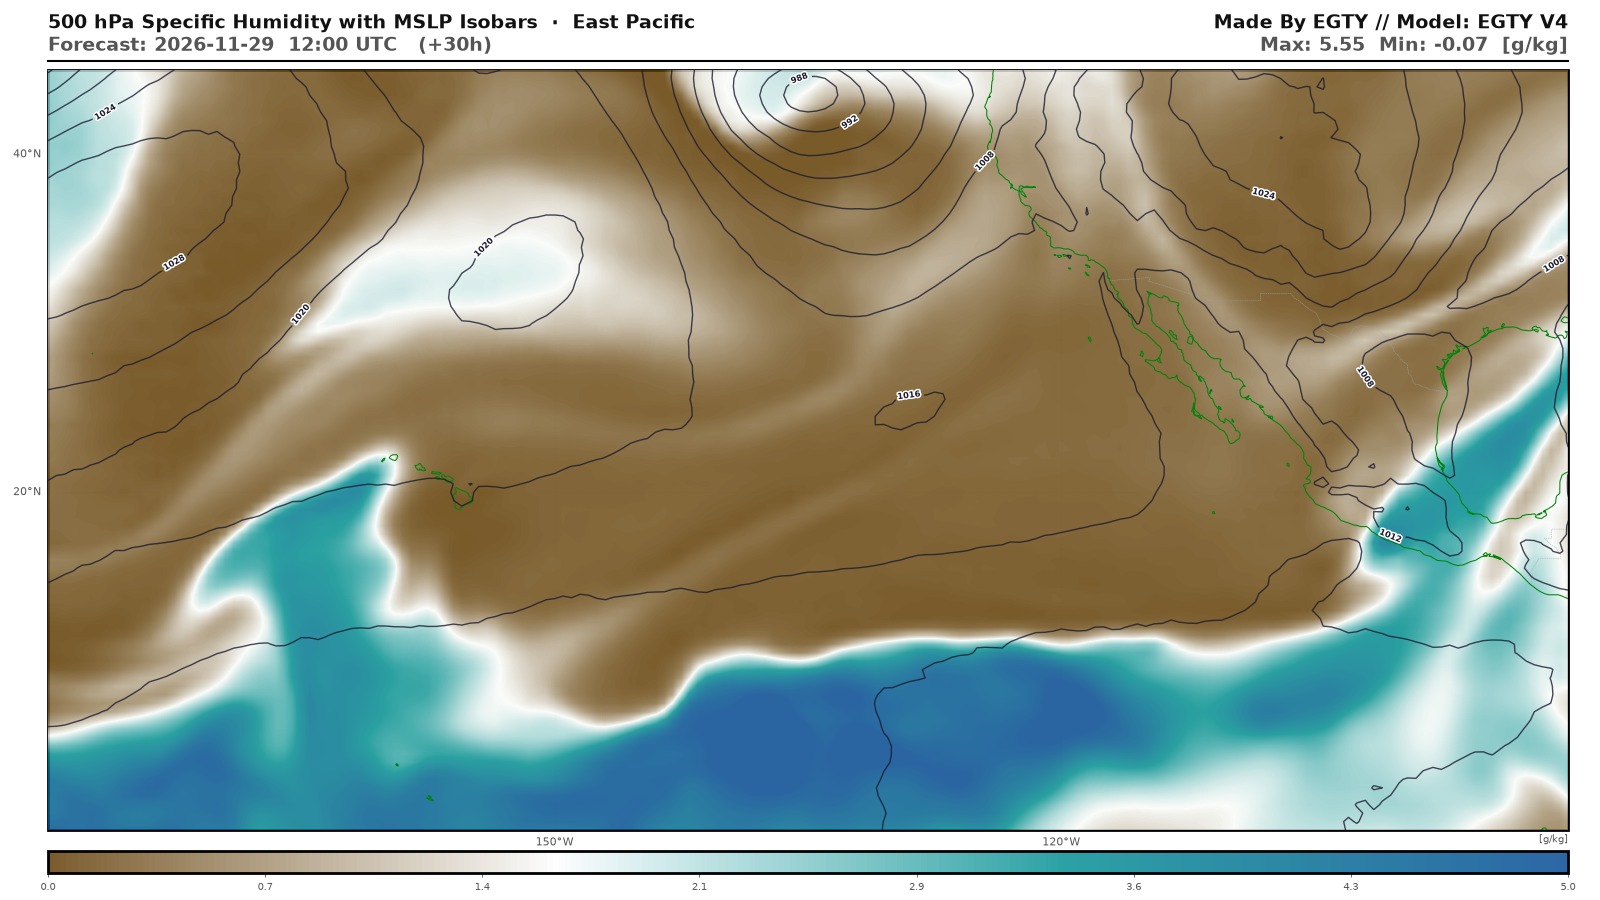 500 hPa Specific Humidity with MSLP Isobars · East Pacific
Made By EGTY // Model: EGTY V4
Forecast: 2026-11-29 12:00 UTC (+30h)
Max: 5.55 Min: -0.07 [g/kg]
988
1024
992
40°N
1008
1024
1020
1028
1008
1020
1008
1016
20°N
1012
150°W
120°W
[g/kg]
0.0
0.7
1.4
2.1
2.9
3.6
4.3
5.0